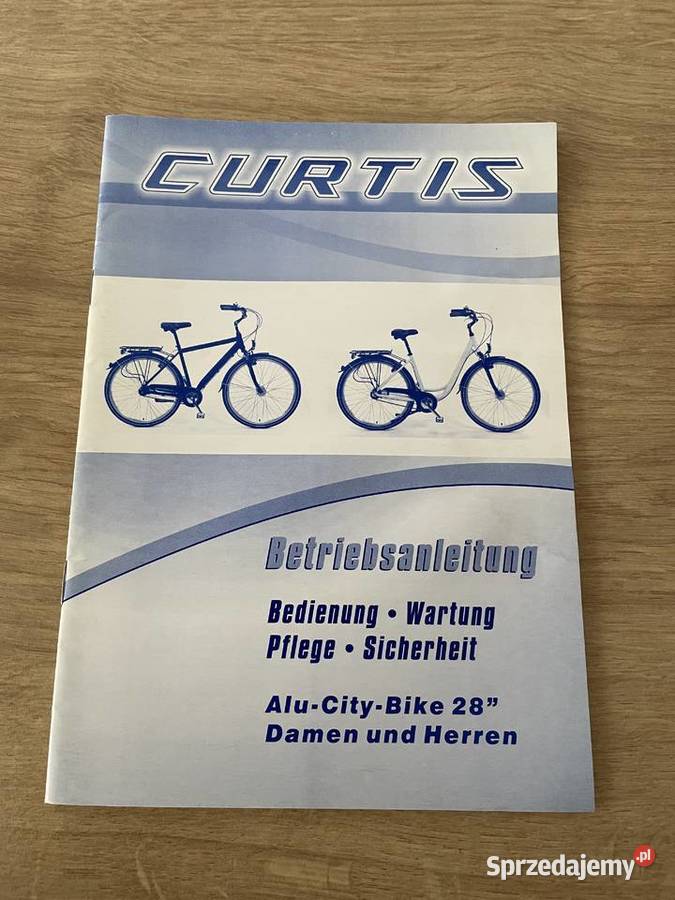 CURTIS
Betriebsanleitung
Bedienung • Wartung
Pflege • Sicherheit
Alu-City-Bike 28”
Damen und Herren
Sprzedajemy.pl